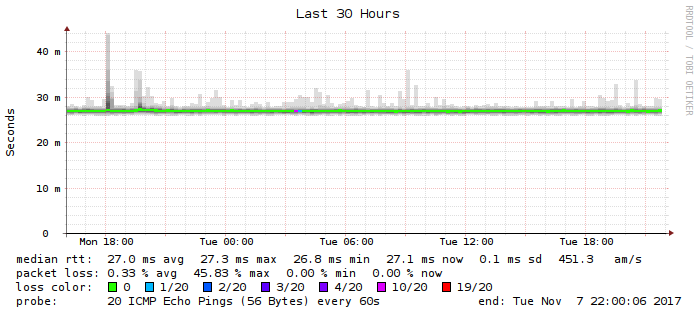 Last 30 Hours
RRDTOOL / TOBI OETIKER
Seconds
40 m
30 m
20 m
10 m
0
Mon 18:00 Tue 00:00 Tue 06:00 Tue 12:00 Tue 18:00
median rtt: 27.0 ms avg 27.3 ms max 26.8 ms min 27.1 ms now 0.1 ms sd 451.3 am/s
packet loss: 0.33 % avg 45.83 % max 0.00 % min 0.00 % now
loss color: 0 1/20 2/20 3/20 4/20 10/20 19/20
probe: 20 ICMP Echo Pings (56 Bytes) every 60s end: Tue Nov 7 22:00:06 2017